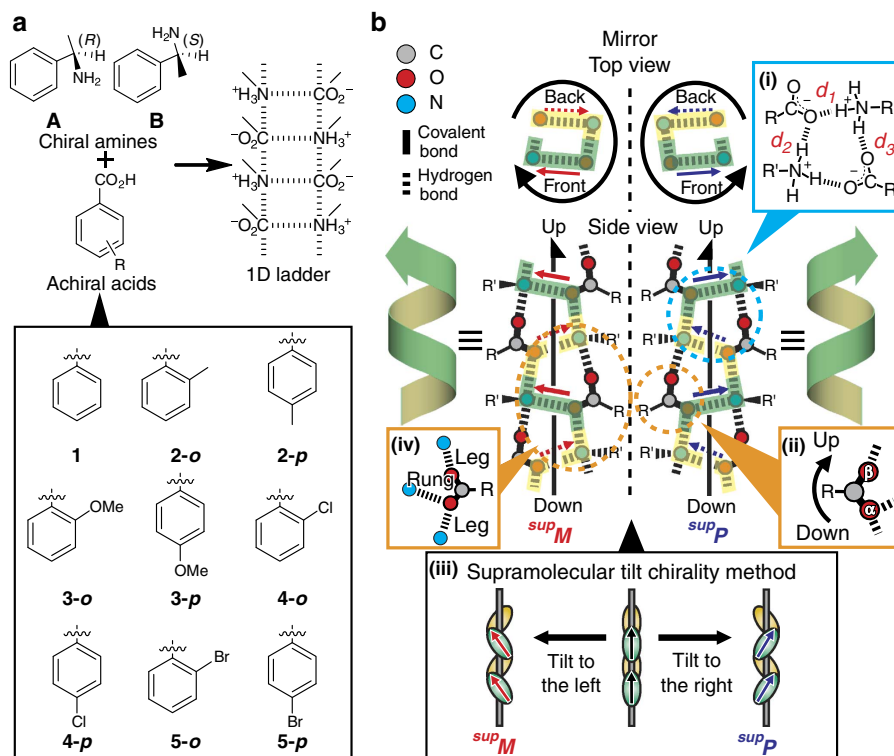 a
H2N
(R)
(S)
H
H
NH2
A
B
Chiral amines
+
CO2H
R
Achiral acids
+H3N
CO2−
−O2C
NH3+
+H3N
CO2−
−O2C
NH3+
1D ladder
1
2-o
2-p
OMe
Cl
OMe
3-o
3-p
4-o
Br
Cl
Br
4-p
5-o
5-p
b
C
O
N
Covalent
bond
Hydrogen
bond
Mirror
Top view
Back
Back
Front
Front
(i)
O
C
O
−
R
d1
H
H
N
+
R
H
d2
d3
H
H
N
+
R
H
O
−
O
C
R
Up
Side view
Up
R'
R
R'
R'
R
R'
R
R
R'
R'
R'
R'
≡
≡
(iv)
Leg
Rung
R
Leg
Down
supM
Down
supP
(ii)
Up
β
R
α
Down
(iii)
Supramolecular tilt chirality method
Tilt to
the left
Tilt to
the right
supM
supP